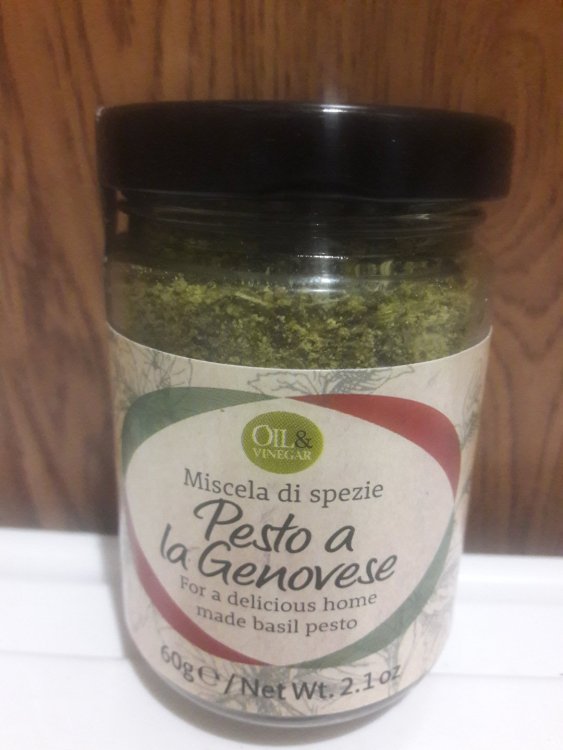 OIL&
VINEGAR
Miscela di spezie
Pesto a
la Genovese
For a delicious home
made basil pesto
60g ℮ / Net Wt. 2.1 oz